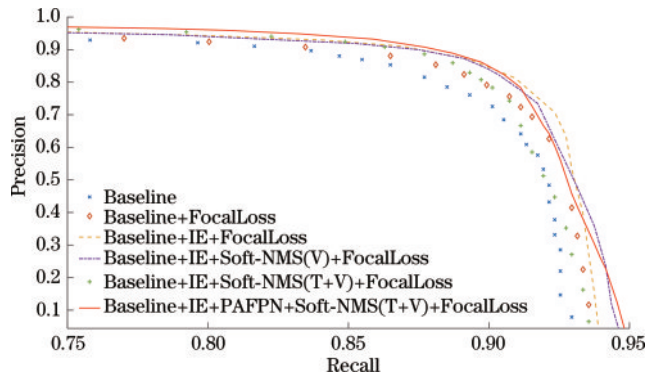 1.0
0.9
0.8
0.7
0.6
0.5
0.4
0.3
0.2
0.1
Precision
Baseline
Baseline+FocalLoss
Baseline+IE+FocalLoss
Baseline+IE+Soft-NMS(V)+FocalLoss
Baseline+IE+Soft-NMS(T+V)+FocalLoss
Baseline+IE+PAFPN+Soft-NMS(T+V)+FocalLoss
0.75 0.80 0.85 0.90 0.95
Recall